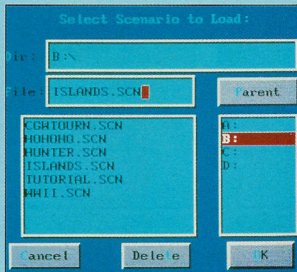 Select Scenario to Load:
Dir: B:\
File: ISLANDS.SCN
Parent
CGWTOURN.SCN
HOHOHO.SCN
HUNTER.SCN
ISLANDS.SCN
TUTORIAL.SCN
WWII.SCN
A:
B:
C:
D:
Cancel
Delete
OK